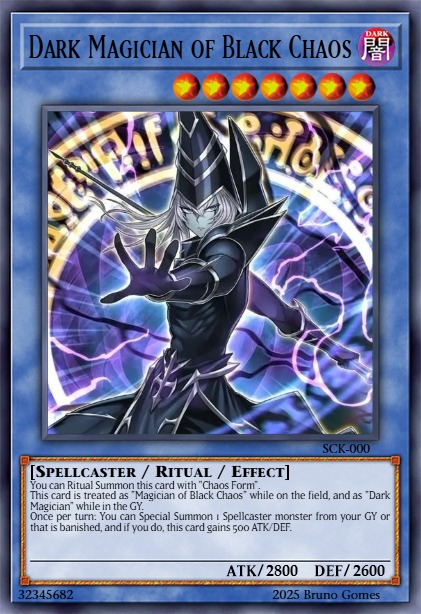 DARK MAGICIAN OF BLACK CHAOS
DARK
闇
SCK-000
[SPELLCASTER / RITUAL / EFFECT]
You can Ritual Summon this card with "Chaos Form".
This card is treated as "Magician of Black Chaos" while on the field, and as "Dark
Magician" while in the GY.
Once per turn: You can Special Summon 1 Spellcaster monster from your GY or
that is banished, and if you do, this card gains 500 ATK/DEF.
ATK/2800 DEF/2600
32345682 2025 Bruno Gomes